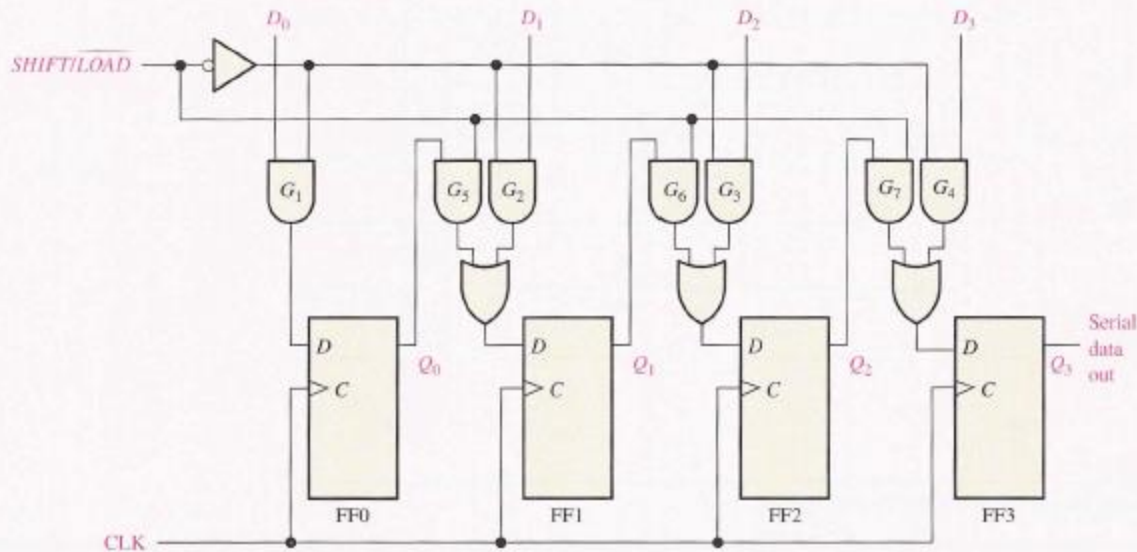 D₀ D₁ D₂ D₃
SHIFT/L̅O̅A̅D̅
G₁ G₅ G₂ G₆ G₃ G₇ G₄
Serial
data
out
D Q₀ D Q₁ D Q₂ D Q₃
C C C C
FF0 FF1 FF2 FF3
CLK